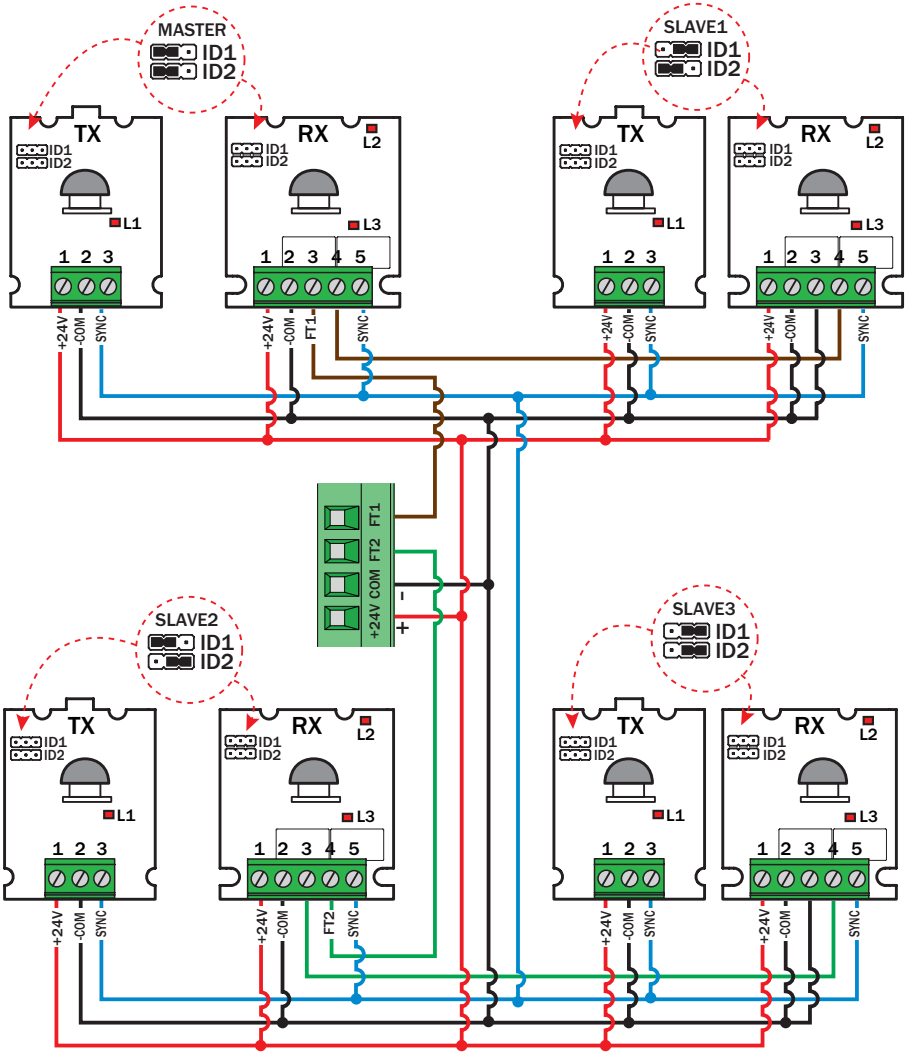 MASTER
ID1
ID2
SLAVE1
ID1
ID2
TX
ID1
ID2
L1
1 2 3
+24V -COM SYNC
RX
L2
ID1
ID2
L3
1 2 3 4 5
+24V -COM FT1 SYNC
TX
ID1
ID2
L1
1 2 3
+24V -COM SYNC
RX
L2
ID1
ID2
L3
1 2 3 4 5
+24V -COM SYNC
FT1
FT2
COM -
+24V +
SLAVE2
ID1
ID2
SLAVE3
ID1
ID2
TX
ID1
ID2
L1
1 2 3
+24V -COM SYNC
RX
L2
ID1
ID2
L3
1 2 3 4 5
+24V -COM FT2 SYNC
TX
ID1
ID2
L1
1 2 3
+24V -COM SYNC
RX
L2
ID1
ID2
L3
1 2 3 4 5
+24V -COM SYNC